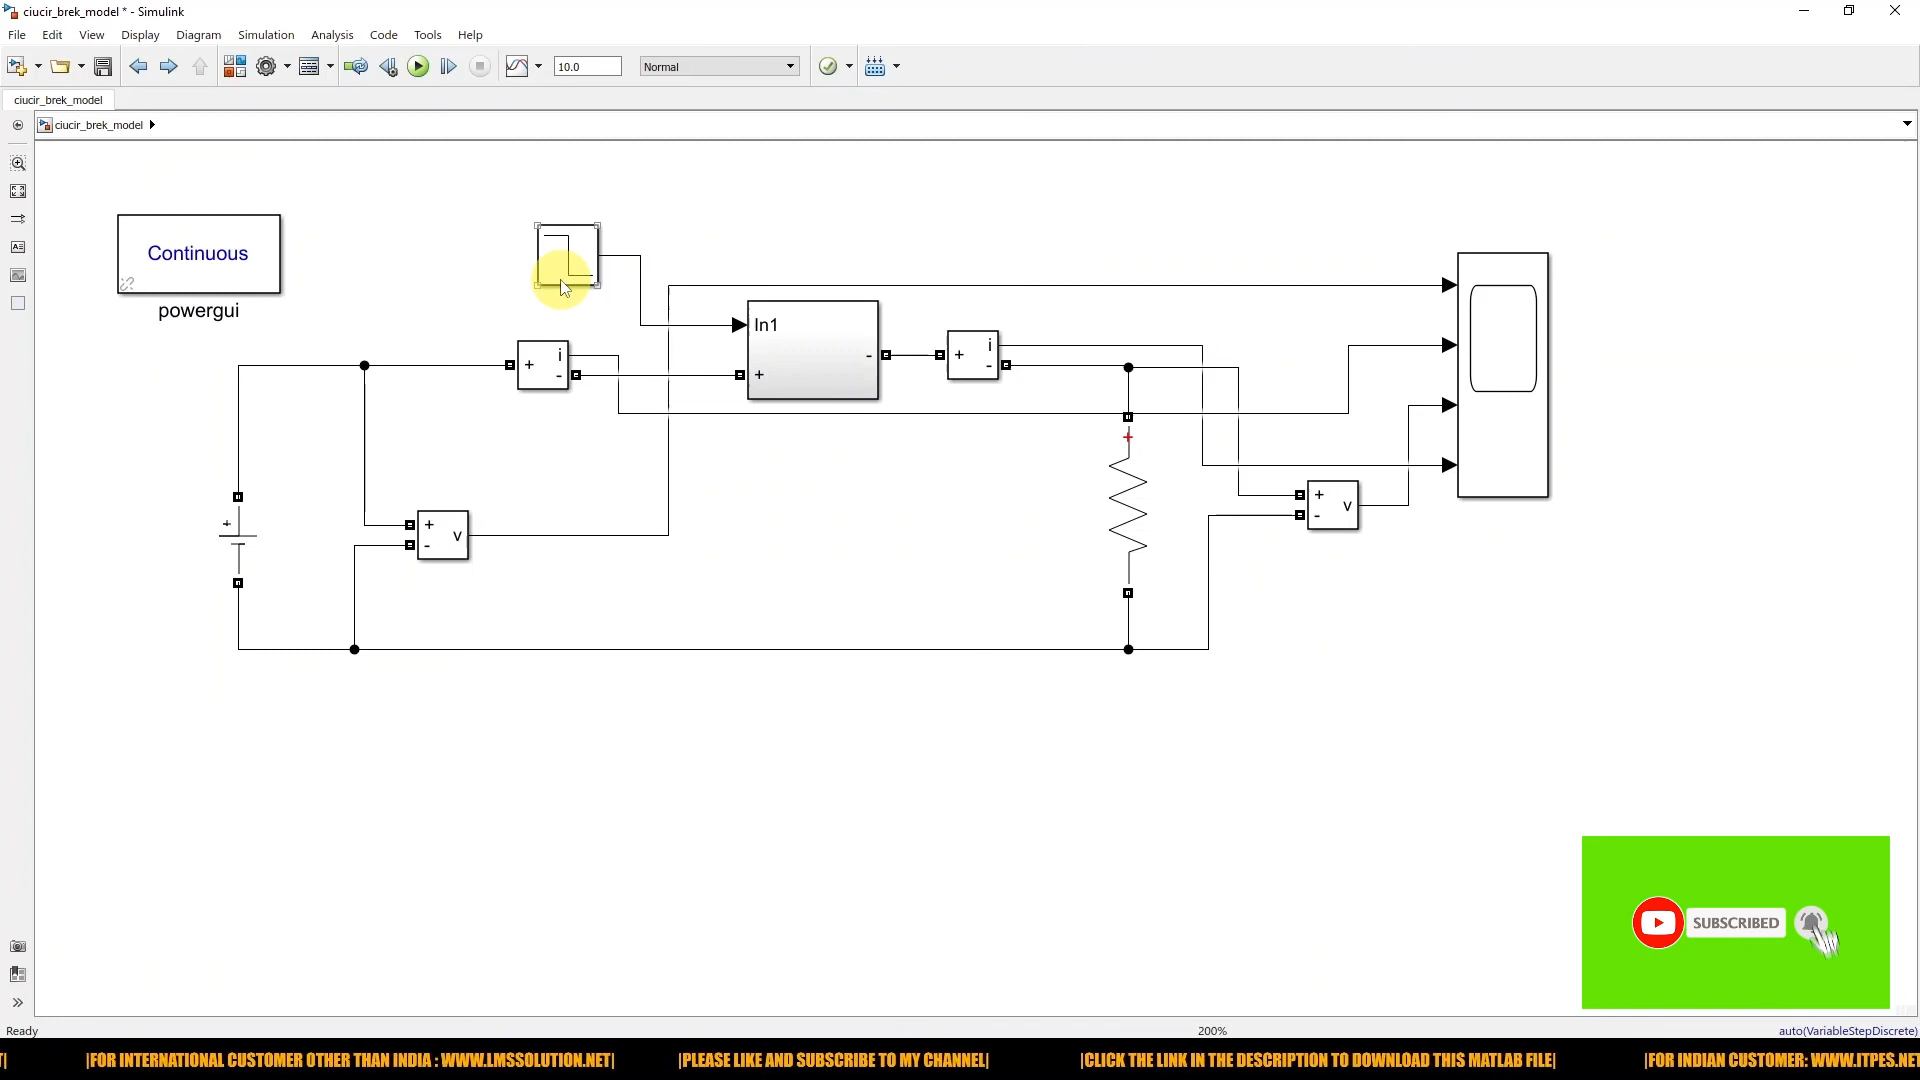 ciucir_brek_model * - Simulink
File Edit View Display Diagram Simulation Analysis Code Tools Help
10.0 Normal
ciucir_brek_model
ciucir_brek_model
Continuous
powergui
In1
+ -
+ i -
+ i -
+
+
+ - v
+ - v
SUBSCRIBED
Ready 200% auto(VariableStepDiscrete)
T| |FOR INTERNATIONAL CUSTOMER OTHER THAN INDIA : WWW.LMSSOLUTION.NET| |PLEASE LIKE AND SUBSCRIBE TO MY CHANNEL| |CLICK THE LINK IN THE DESCRIPTION TO DOWNLOAD THIS MATLAB FILE| |FOR INDIAN CUSTOMER: WWW.ITPES.NET